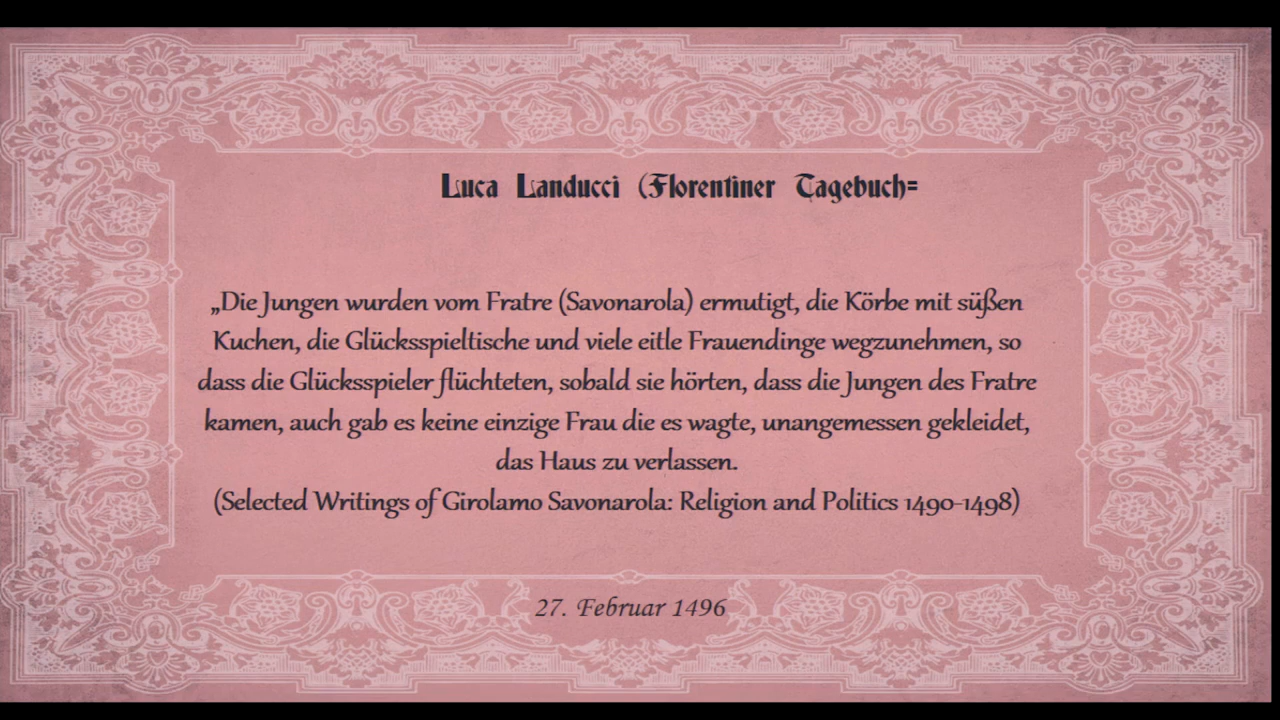 Luca Landucci (Florentiner Tagebuch=
„Die Jungen wurden vom Fratre (Savonarola) ermutigt, die Körbe mit süßen
Kuchen, die Glücksspieltische und viele eitle Frauendinge wegzunehmen, so
dass die Glücksspieler flüchteten, sobald sie hörten, dass die Jungen des Fratre
kamen, auch gab es keine einzige Frau die es wagte, unangemessen gekleidet,
das Haus zu verlassen.
(Selected Writings of Girolamo Savonarola: Religion and Politics 1490-1498)
27. Februar 1496